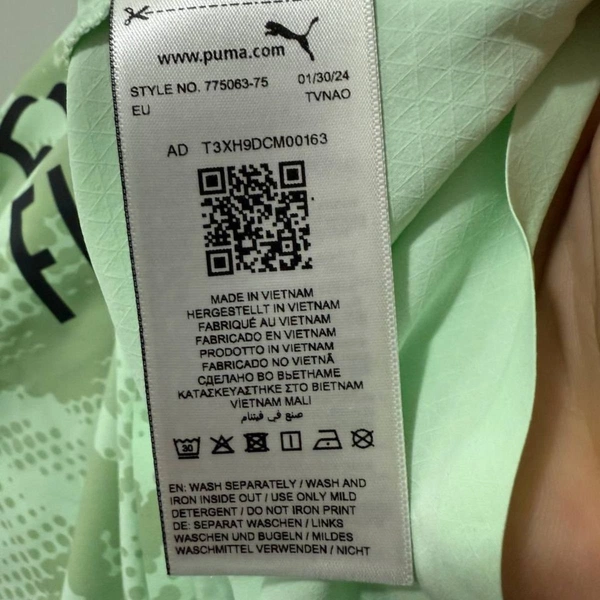 www.puma.com
STYLE NO. 775063-75 01/30/24
EU TVNAO
AD T3XH9DCM00163
MADE IN VIETNAM
HERGESTELLT IN VIETNAM
FABRIQUÉ AU VIETNAM
FABRICADO EN VIETNAM
PRODOTTO IN VIETNAM
FABRICADO NO VIETNÃ
СДЕЛАНО ВО ВЬЕТНАМЕ
ΚΑΤΑΣΚΕΥΑΣΤΗΚΕ ΣΤΟ ΒΙΕΤΝΑΜ
VİETNAM MALI
صنع في فيتنام
30
EN: WASH SEPARATELY / WASH AND
IRON INSIDE OUT / USE ONLY MILD
DETERGENT / DO NOT IRON PRINT
DE: SEPARAT WASCHEN / LINKS
WASCHEN UND BUGELN / MILDES
WASCHMITTEL VERWENDEN / NICHT